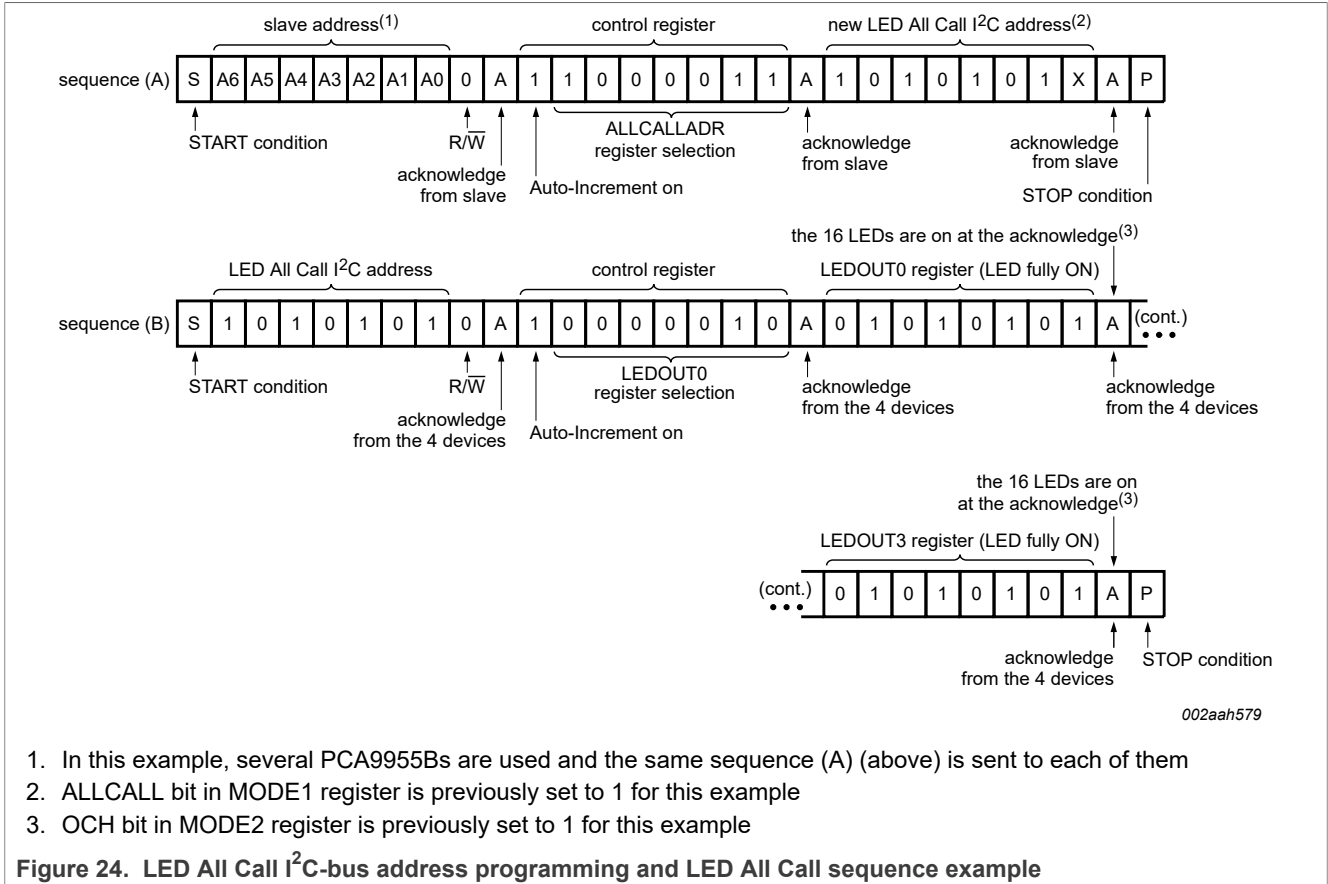 slave address(1)
control register
new LED All Call I2C address(2)
sequence (A) S A6 A5 A4 A3 A2 A1 A0 0 A 1 1 0 0 0 0 1 1 A 1 0 1 0 1 0 1 X A P
START condition
R/W̅
acknowledge
from slave
Auto-Increment on
ALLCALLADR
register selection
acknowledge
from slave
acknowledge
from slave
STOP condition
the 16 LEDs are on at the acknowledge(3)
LED All Call I2C address
control register
LEDOUT0 register (LED fully ON)
sequence (B) S 1 0 1 0 1 0 1 0 A 1 0 0 0 0 0 1 0 A 0 1 0 1 0 1 0 1 A (cont.)
START condition
R/W̅
acknowledge
from the 4 devices
Auto-Increment on
LEDOUT0
register selection
acknowledge
from the 4 devices
acknowledge
from the 4 devices
the 16 LEDs are on
at the acknowledge(3)
LEDOUT3 register (LED fully ON)
(cont.) 0 1 0 1 0 1 0 1 A P
acknowledge
from the 4 devices
STOP condition
002aah579
1. In this example, several PCA9955Bs are used and the same sequence (A) (above) is sent to each of them
2. ALLCALL bit in MODE1 register is previously set to 1 for this example
3. OCH bit in MODE2 register is previously set to 1 for this example
Figure 24. LED All Call I2C-bus address programming and LED All Call sequence example